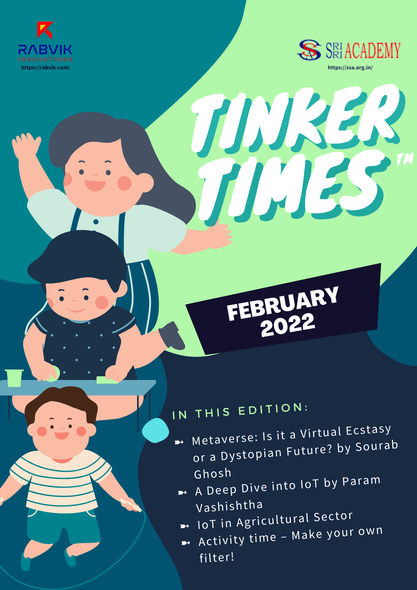 RABVIK
https://rabvik.com/
SRI
SRI ACADEMY
https://ssa.org.in/
TINKER
TIMES™
FEBRUARY
2022
IN THIS EDITION:
➼ Metaverse: Is it a Virtual Ecstasy
or a Dystopian Future? by Sourab
Ghosh
➼ A Deep Dive into IoT by Param
Vashishtha
➼ IoT in Agricultural Sector
➼ Activity time – Make your own
filter!